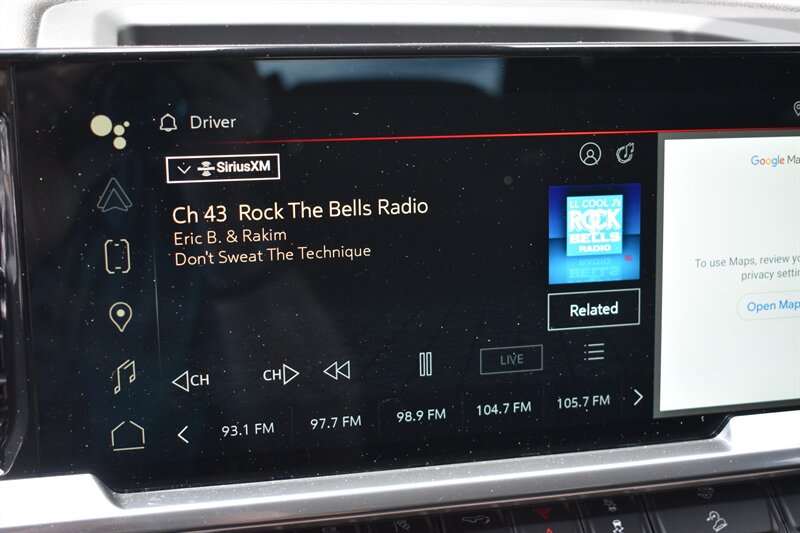 Driver
SiriusXM
Ch 43 Rock The Bells Radio
Eric B. & Rakim
Don't Sweat The Technique
LL COOL J's
ROCK
THE
BELLS
RADIO
Related
Google Ma
To use Maps, review yo
privacy settin
Open Map
CH
CH
LIVE
93.1 FM
97.7 FM
98.9 FM
104.7 FM
105.7 FM